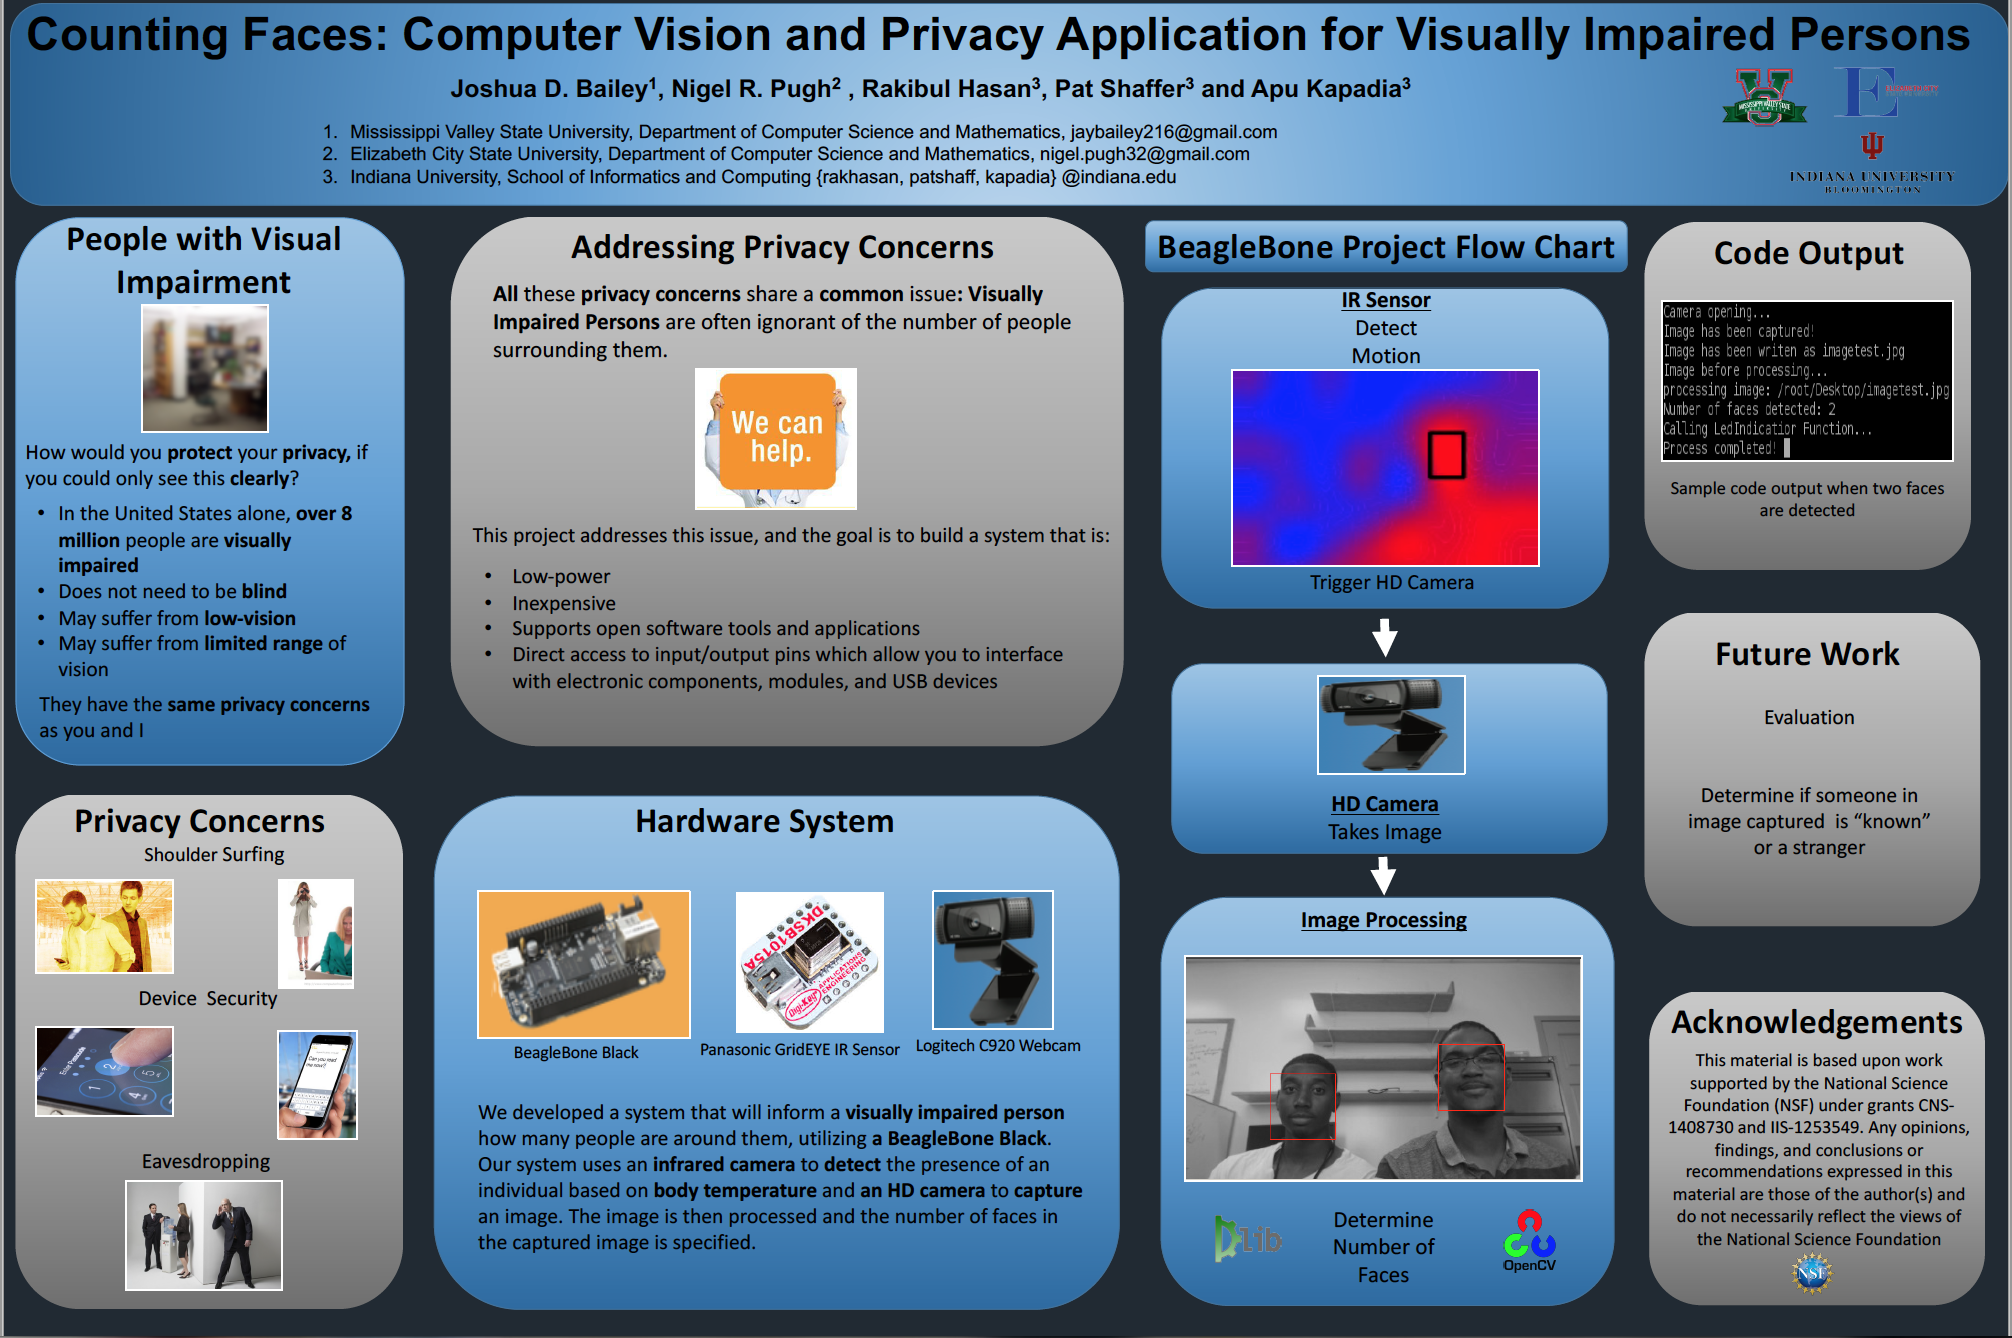 Counting Faces: Computer Vision and Privacy Application for Visually Impaired Persons
Joshua D. Bailey1, Nigel R. Pugh2 , Rakibul Hasan3, Pat Shaffer3 and Apu Kapadia3
1. Mississippi Valley State University, Department of Computer Science and Mathematics, jaybailey216@gmail.com
2. Elizabeth City State University, Department of Computer Science and Mathematics, nigel.pugh32@gmail.com
3. Indiana University, School of Informatics and Computing {rakhasan, patshaff, kapadia} @indiana.edu
INDIANA UNIVERSITY
BLOOMINGTON
People with Visual
Impairment
How would you protect your privacy, if
you could only see this clearly?
• In the United States alone, over 8
million people are visually
impaired
• Does not need to be blind
• May suffer from low-vision
• May suffer from limited range of
vision
They have the same privacy concerns
as you and I
Privacy Concerns
Shoulder Surfing
Device Security
Enter Passcode
1
2
4
5
Can you read
me now?
Eavesdropping
Addressing Privacy Concerns
All these privacy concerns share a common issue: Visually
Impaired Persons are often ignorant of the number of people
surrounding them.
We can
help.
This project addresses this issue, and the goal is to build a system that is:
• Low-power
• Inexpensive
• Supports open software tools and applications
• Direct access to input/output pins which allow you to interface
with electronic components, modules, and USB devices
Hardware System
DKSB1015A
APPLICATIONS
ENGINEERING
Digi-Key
BeagleBone Black
Panasonic GridEYE IR Sensor
Logitech C920 Webcam
We developed a system that will inform a visually impaired person
how many people are around them, utilizing a BeagleBone Black.
Our system uses an infrared camera to detect the presence of an
individual based on body temperature and an HD camera to capture
an image. The image is then processed and the number of faces in
the captured image is specified.
BeagleBone Project Flow Chart
IR Sensor
Detect
Motion
Trigger HD Camera
HD Camera
Takes Image
Image Processing
Dlib
Determine
Number of
Faces
OpenCV
Code Output
Camera opening...
Image has been captured!
Image has been writen as imagetest.jpg
Image before processing...
processing image: /root/Desktop/imagetest.jpg
Number of faces detected: 2
Calling LedIndicatior Function...
Process completed!
Sample code output when two faces
are detected
Future Work
Evaluation
Determine if someone in
image captured is “known”
or a stranger
Acknowledgements
This material is based upon work
supported by the National Science
Foundation (NSF) under grants CNS-
1408730 and IIS-1253549. Any opinions,
findings, and conclusions or
recommendations expressed in this
material are those of the author(s) and
do not necessarily reflect the views of
the National Science Foundation
NSF